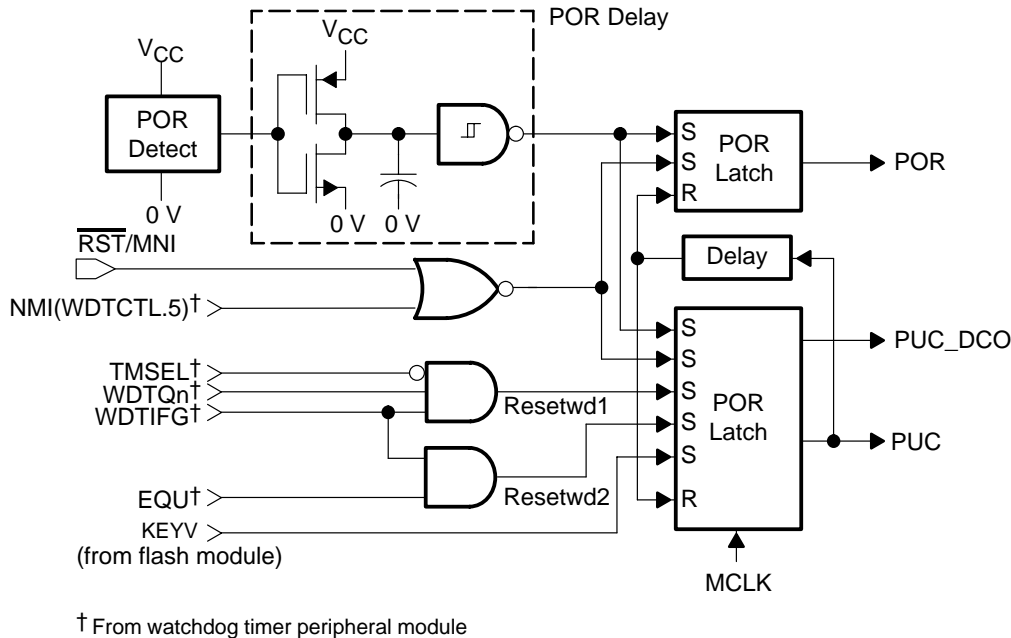 POR Delay
VCC
VCC
POR
Detect
0 V
0 V
0 V
S
S
R
POR
Latch
POR
RST/MNI
Delay
NMI(WDTCTL.5)†
S
S
S
S
S
R
POR
Latch
PUC_DCO
PUC
TMSEL†
WDTQn†
WDTIFG†
Resetwd1
EQU†
Resetwd2
KEYV
(from flash module)
MCLK
† From watchdog timer peripheral module